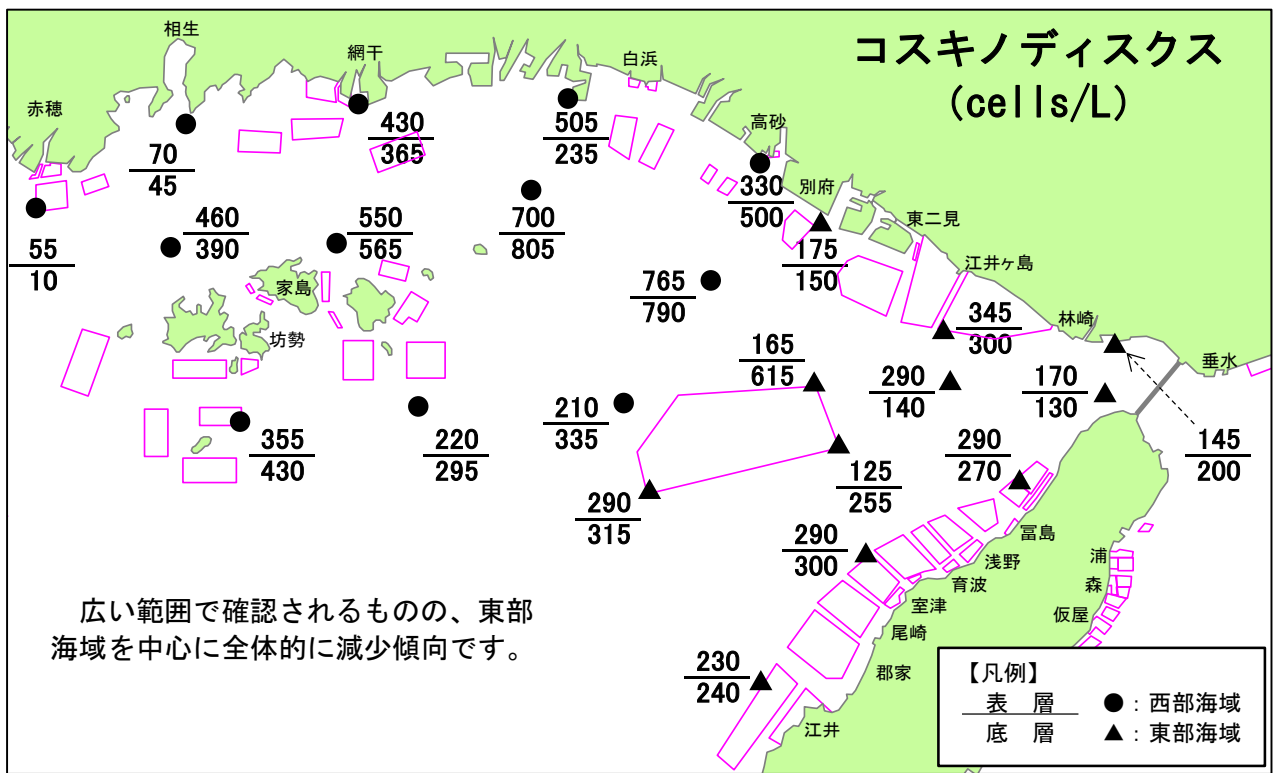 コスキノディスクス
(cells/L)
相生
網干
白浜
赤穂
高砂
別府
東二見
江井ヶ島
林崎
垂水
家島
坊勢
冨島
浅野
育波
室津
尾崎
郡家
江井
浦
森
仮屋
70
45
430
365
505
235
330
500
55
10
460
390
550
565
700
805
175
150
765
790
345
300
165
615
290
140
170
130
145
200
355
430
220
295
210
335
125
255
290
270
290
315
290
300
230
240
広い範囲で確認されるものの、東部
海域を中心に全体的に減少傾向です。
【凡例】
表 層
底 層
●：西部海域
▲：東部海域